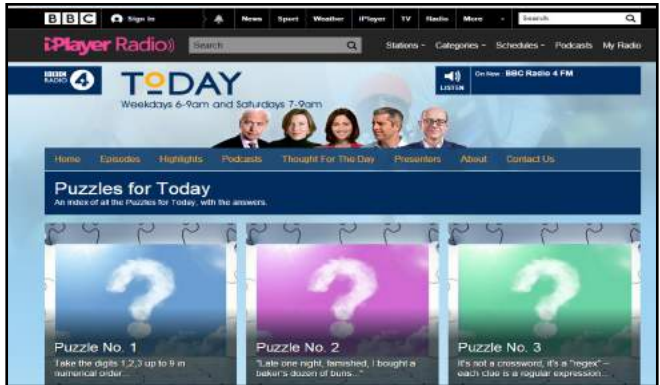 BBC Sign in News Sport Weather iPlayer TV Radio More Search
iPlayer Radio Search Stations Categories Schedules Podcasts My Radio
BBC RADIO 4 TODAY LISTEN On Now : BBC Radio 4 FM
Weekdays 6-9am and Saturdays 7-9am
Home Episodes Highlights Podcasts Thought For The Day Presenters About Contact Us
Puzzles for Today
An index of all the Puzzles for Today, with the answers.
Puzzle No. 1
Take the digits 1,2,3 up to 9 in
numerical order...
Puzzle No. 2
"Late one night, famished, I bought a
baker's dozen of buns..."
Puzzle No. 3
It's not a crossword, it's a "regex" –
each clue is a regular expression...